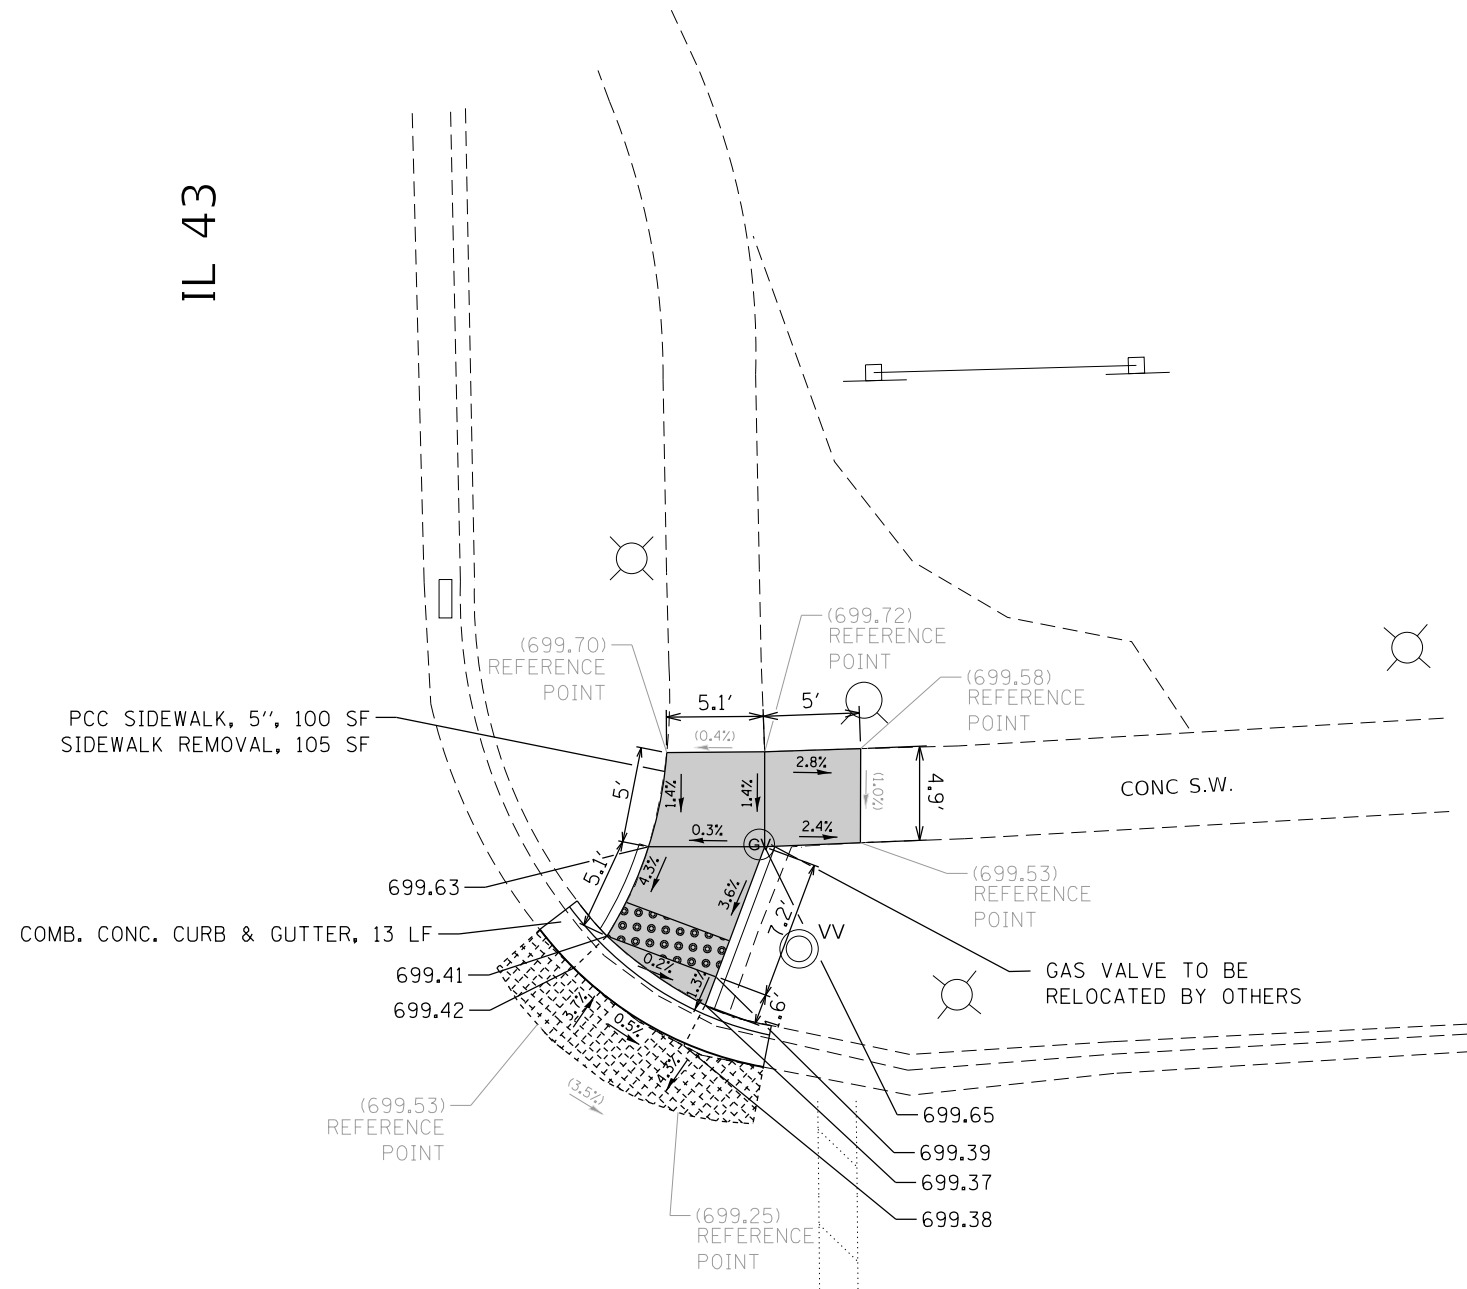 IL 43
(699.72)
REFERENCE
POINT
(699.70)
REFERENCE
POINT
(699.58)
REFERENCE
POINT
5.1'
5'
PCC SIDEWALK, 5", 100 SF
SIDEWALK REMOVAL, 105 SF
(0.4%)
2.8%
5'
1.4%
1.4%
(1.0%)
4.9'
CONC S.W.
0.3%
2.4%
GV
5.1'
4.3%
3.6%
699.63
(699.53)
REFERENCE
POINT
7.2'
VV
COMB. CONC. CURB & GUTTER, 13 LF
699.41
0.2%
1.3%
1.6'
GAS VALVE TO BE
RELOCATED BY OTHERS
699.42
3.7%
0.5%
4.3%
(3.5%)
(699.53)
REFERENCE
POINT
699.65
699.39
699.37
699.38
(699.25)
REFERENCE
POINT